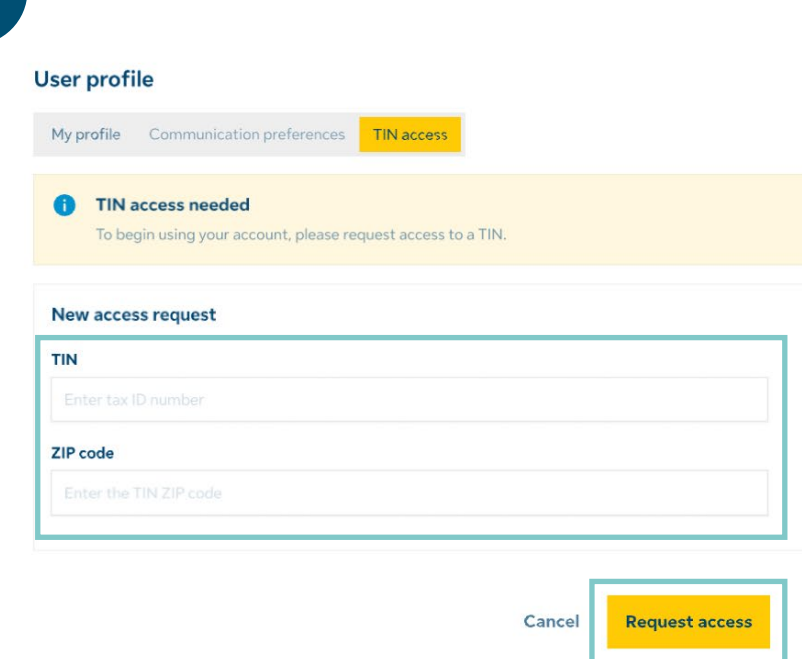 User profile
My profile Communication preferences TIN access
TIN access needed
To begin using your account, please request access to a TIN.
New access request
TIN
Enter tax ID number
ZIP code
Enter the TIN ZIP code
Cancel Request access